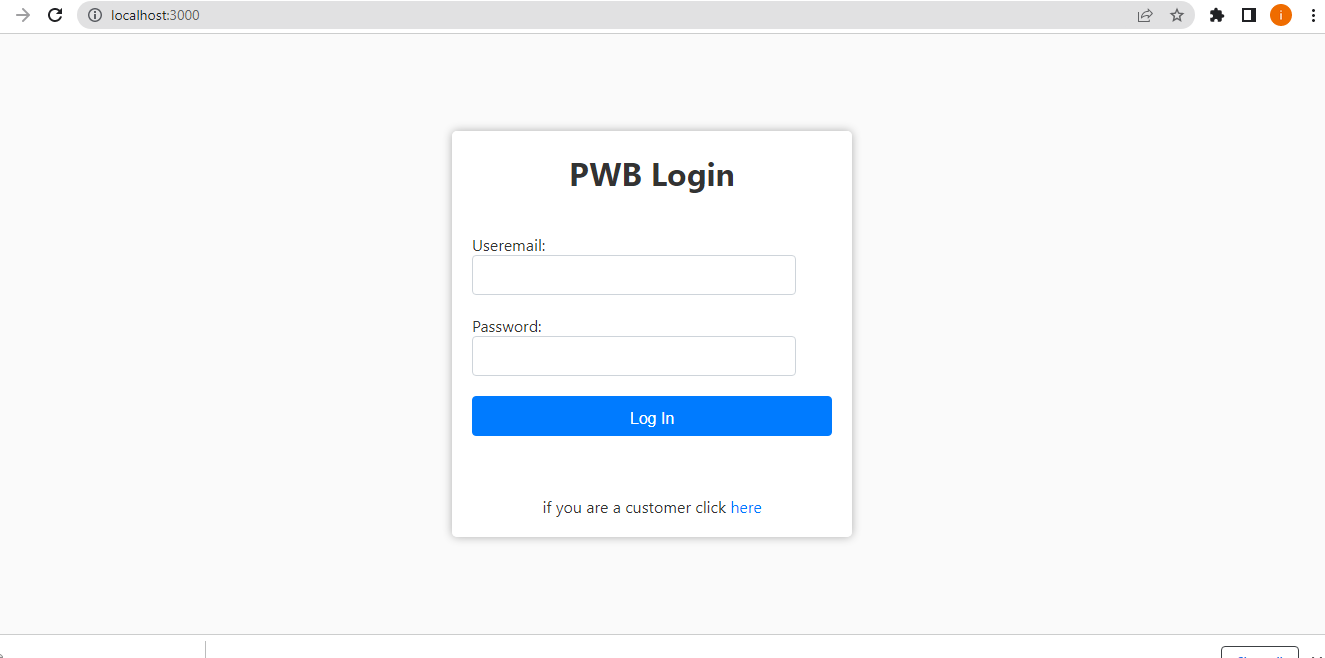 localhost:3000
i
PWB Login
Useremail:
Password:
Log In
if you are a customer click here